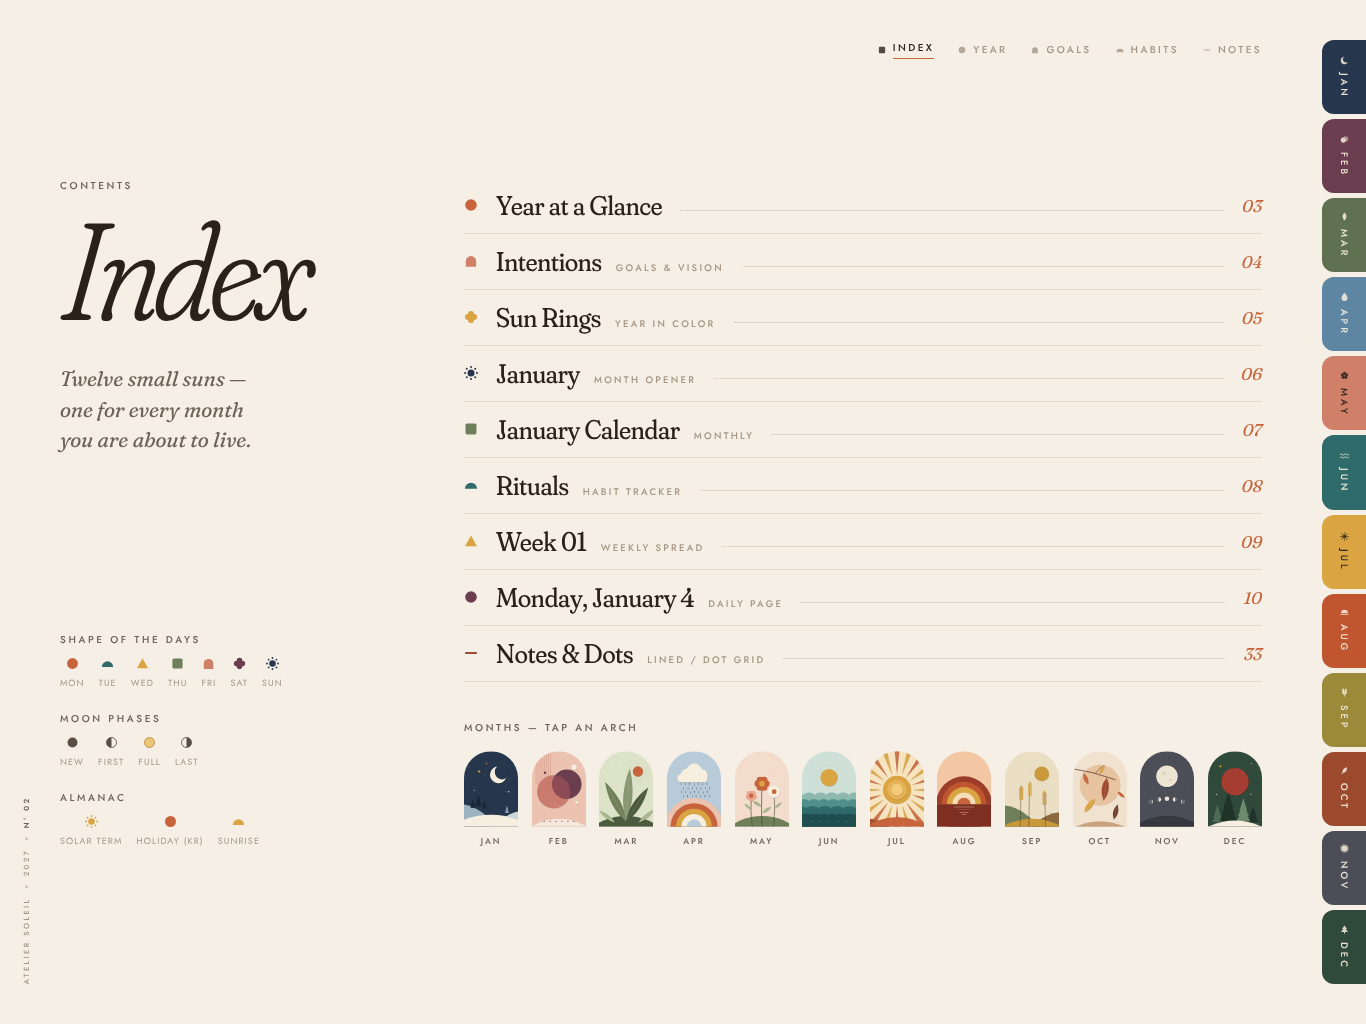 INDEX YEAR GOALS HABITS NOTES
CONTENTS
Index
Twelve small suns —
one for every month
you are about to live.
SHAPE OF THE DAYS
MON TUE WED THU FRI SAT SUN
MOON PHASES
NEW FIRST FULL LAST
ALMANAC
SOLAR TERM HOLIDAY (KR) SUNRISE
ATELIER SOLEIL • 2027 • N° 02
Year at a Glance 03
Intentions GOALS & VISION 04
Sun Rings YEAR IN COLOR 05
January MONTH OPENER 06
January Calendar MONTHLY 07
Rituals HABIT TRACKER 08
Week 01 WEEKLY SPREAD 09
Monday, January 4 DAILY PAGE 10
Notes & Dots LINED / DOT GRID 33
MONTHS — TAP AN ARCH
JAN FEB MAR APR MAY JUN JUL AUG SEP OCT NOV DEC
JAN
FEB
MAR
APR
MAY
JUN
JUL
AUG
SEP
OCT
NOV
DEC